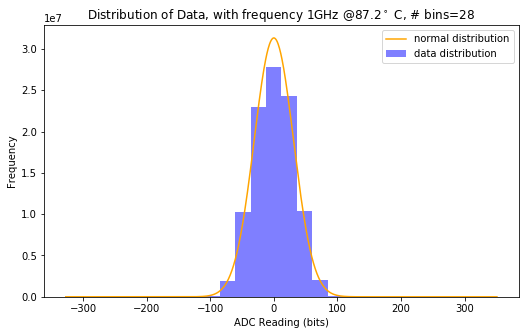 Distribution of Data, with frequency 1GHz @87.2° C, # bins=28
1e7
normal distribution
data distribution
3.0
2.5
2.0
1.5
1.0
0.5
0.0
Frequency
−300 −200 −100 0 100 200 300
ADC Reading (bits)